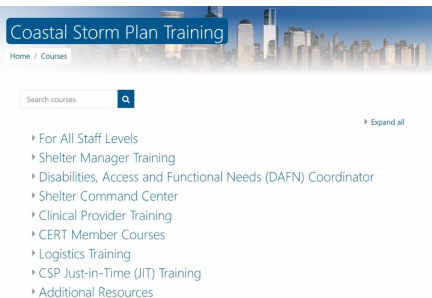 Coastal Storm Plan Training
Home / Courses
Search courses
Expand all
For All Staff Levels
Shelter Manager Training
Disabilities, Access and Functional Needs (DAFN) Coordinator
Shelter Command Center
Clinical Provider Training
CERT Member Courses
Logistics Training
CSP Just-in-Time (JIT) Training
Additional Resources